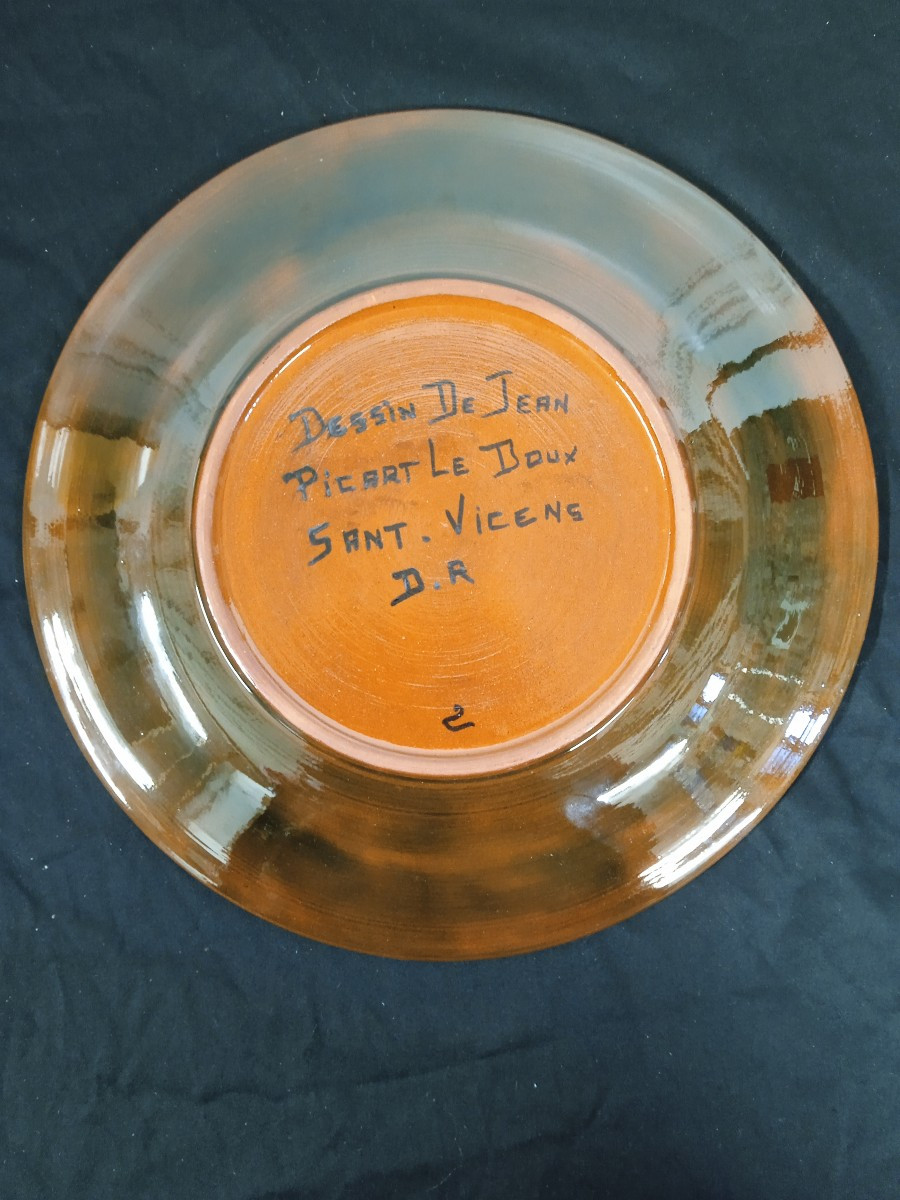 DESSIN DE JEAN
PICART LE DOUX
SANT. VICENS
D.R
2